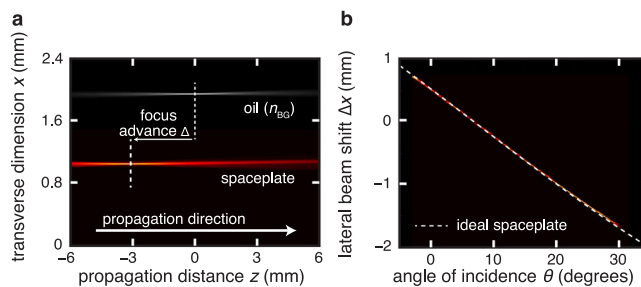 a
transverse dimension x (mm)
2.4
1.6
0.8
0
oil (nBG)
focus
advance Δ
spaceplate
propagation direction
−6
−3
0
3
6
propagation distance z (mm)
b
lateral beam shift Δx (mm)
1
0
−1
−2
ideal spaceplate
0
10
20
30
angle of incidence θ (degrees)